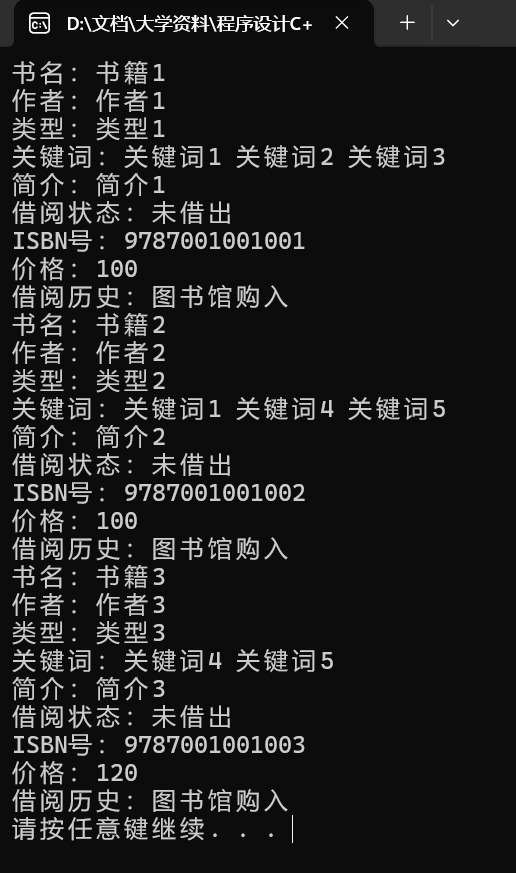 D:\文档\大学资料\程序设计C+
书名: 书籍1
作者: 作者1
类型: 类型1
关键词: 关键词1 关键词2 关键词3
简介: 简介1
借阅状态: 未借出
ISBN号: 9787001001001
价格: 100
借阅历史: 图书馆购入
书名: 书籍2
作者: 作者2
类型: 类型2
关键词: 关键词1 关键词4 关键词5
简介: 简介2
借阅状态: 未借出
ISBN号: 9787001001002
价格: 100
借阅历史: 图书馆购入
书名: 书籍3
作者: 作者3
类型: 类型3
关键词: 关键词4 关键词5
简介: 简介3
借阅状态: 未借出
ISBN号: 9787001001003
价格: 120
借阅历史: 图书馆购入
请按任意键继续. . .